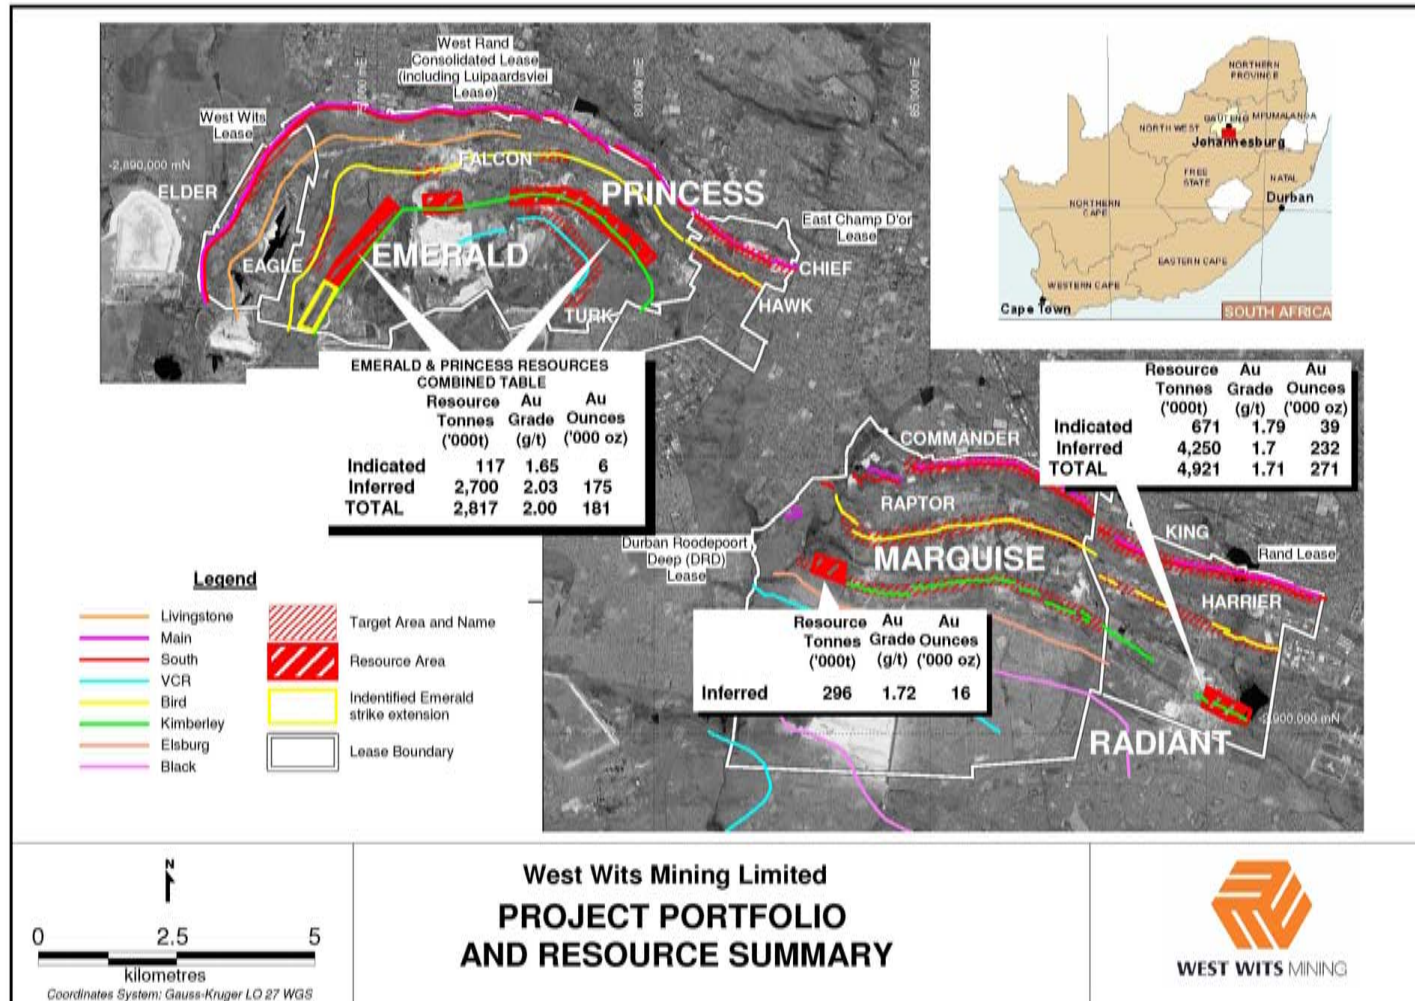 West Rand
Consolidated Lease
(including Luipaardsviei
Lease)
80,000 mE
85,000 mE
West Wits
Lease
-2,890,000 mN
ELDER
FALCON
PRINCESS
EMERALD
EAGLE
TURK
East Champ D'or
Lease
CHIEF
HAWK
NORTHERN
PROVINCE
GAUTENG
MPUMALANGA
NORTH WEST
Johannesburg
FREE
STATE
NATAL
Durban
NORTHERN
CAPE
EASTERN CAPE
WESTERN CAPE
Cape Town
SOUTH AFRICA
EMERALD & PRINCESS RESOURCES
COMBINED TABLE
Resource Au Au
Tonnes Grade Ounces
('000t) (g/t) ('000 oz)
Indicated 117 1.65 6
Inferred 2,700 2.03 175
TOTAL 2,817 2.00 181
Resource Au Au
Tonnes Grade Ounces
('000t) (g/t) ('000 oz)
Indicated 671 1.79 39
Inferred 4,250 1.7 232
TOTAL 4,921 1.71 271
COMMANDER
RAPTOR
KING
Durban Roodepoort
Deep (DRD)
Lease
MARQUISE
Rand Lease
HARRIER
Resource Au Au
Tonnes Grade Ounces
('000t) (g/t) ('000 oz)
Inferred 296 1.72 16
RADIANT
-2,900,000 mN
Legend
Livingstone
Main
South
VCR
Bird
Kimberley
Elsburg
Black
Target Area and Name
Resource Area
Indentified Emerald
strike extension
Lease Boundary
N
0 2.5 5
kilometres
Coordinates System: Gauss-Kruger LO 27 WGS
West Wits Mining Limited
PROJECT PORTFOLIO
AND RESOURCE SUMMARY
WEST WITS MINING